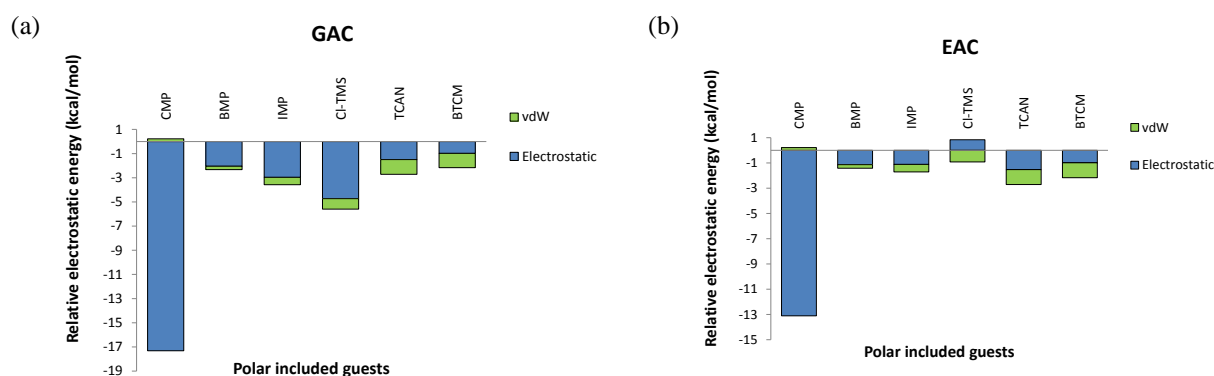 (a)
GAC
Relative electrostatic energy (kcal/mol)
CMP
BMP
IMP
Cl-TMS
TCAN
BTCM
1
-1
-3
-5
-7
-9
-11
-13
-15
-17
-19
vdW
Electrostatic
Polar included guests
(b)
EAC
Relative electrostatic energy (kcal/mol)
CMP
BMP
IMP
Cl-TMS
TCAN
BTCM
1
-1
-3
-5
-7
-9
-11
-13
-15
vdW
Electrostatic
Polar included guests